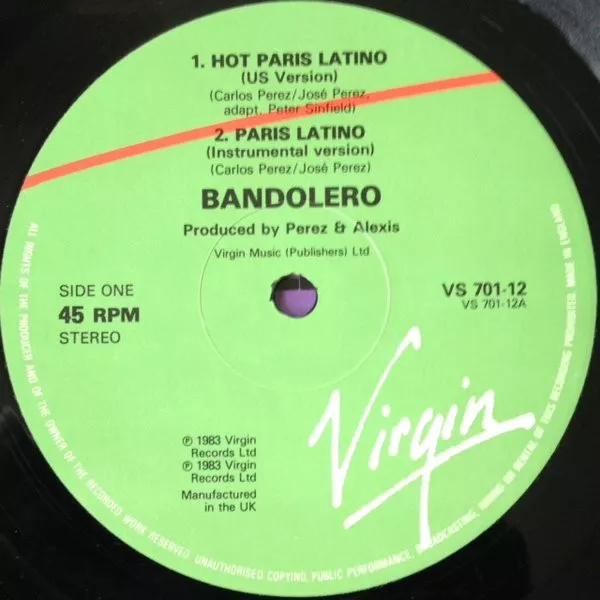 1. HOT PARIS LATINO
(US Version)
(Carlos Perez/José Perez,
adapt. Peter Sinfield)
2. PARIS LATINO
(Instrumental version)
(Carlos Perez/José Perez)
BANDOLERO
Produced by Perez & Alexis
Virgin Music (Publishers) Ltd
SIDE ONE
45 RPM
STEREO
VS 701-12
VS 701-12A
Virgin
℗ 1983 Virgin
Records Ltd
℗ 1983 Virgin
Records Ltd
Manufactured
in the UK
ALL RIGHTS OF THE PRODUCER AND OF THE OWNER OF THE RECORDED WORK RESERVED. UNAUTHORISED COPYING, PUBLIC PERFORMANCE, BROADCASTING, HIRING OR RENTAL OF THIS RECORDING PROHIBITED. MADE IN ENGLAND